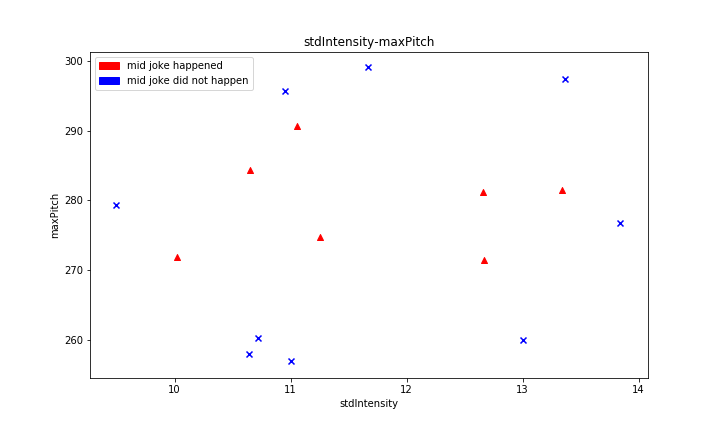 stdIntensity-maxPitch
mid joke happened
mid joke did not happen
300
290
280
270
260
maxPitch
10
11
12
13
14
stdIntensity